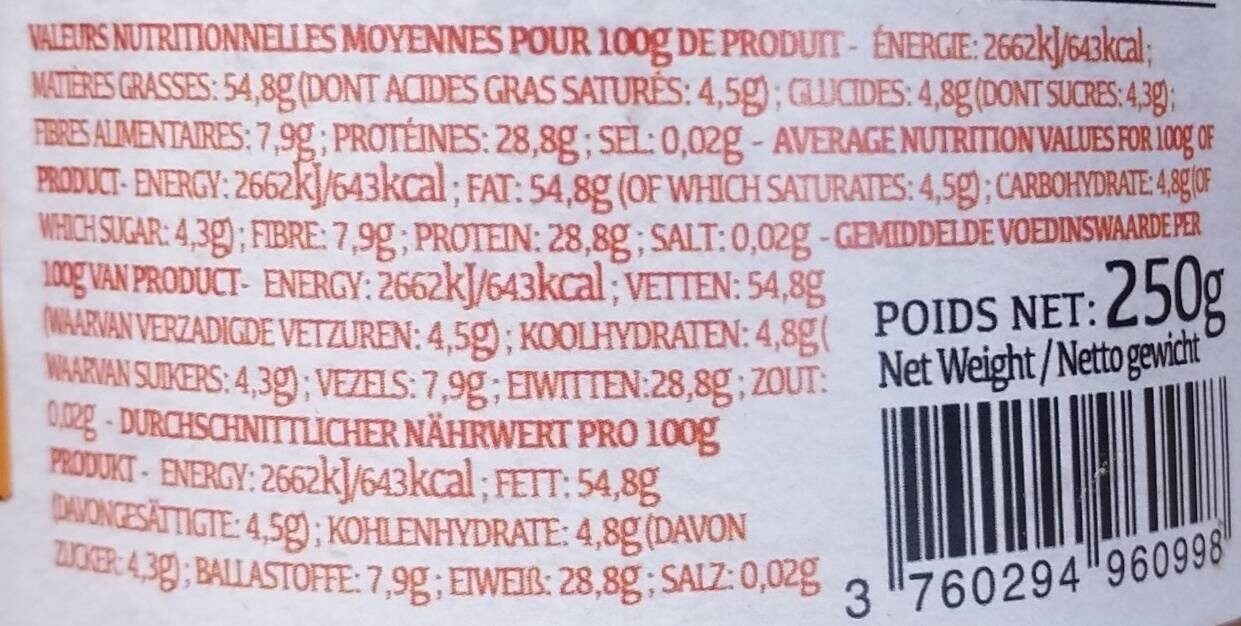 VALEURS NUTRITIONNELLES MOYENNES POUR 100g DE PRODUIT - ÉNERGIE: 2662kJ/643kcal;
MATIÈRES GRASSES: 54,8g (DONT ACIDES GRAS SATURÉS: 4,5g); GLUCIDES: 4,8g (DONT SUCRES: 4,3g);
FIBRES ALIMENTAIRES: 7,9g; PROTÉINES: 28,8g; SEL: 0,02g - AVERAGE NUTRITION VALUES FOR 100g OF
PRODUCT- ENERGY: 2662kJ/643kcal; FAT: 54,8g (OF WHICH SATURATES: 4,5g); CARBOHYDRATE: 4,8g (OF
WHICH SUGAR: 4,3g); FIBRE: 7,9g; PROTEIN: 28,8g; SALT: 0,02g - GEMIDDELDE VOEDINSWAARDE PER
100g VAN PRODUCT- ENERGY: 2662kJ/643kcal; VETTEN: 54,8g
(WAARVAN VERZADIGDE VETZUREN: 4,5g); KOOLHYDRATEN: 4,8g (
WAARVAN SUIKERS: 4,3g); VEZELS: 7,9g; EIWITTEN:28,8g; ZOUT:
0,02g - DURCHSCHNITTLICHER NÄHRWERT PRO 100g
PRODUKT - ENERGY: 2662kJ/643kcal; FETT: 54,8g
(DAVONGESÄTTIGTE: 4,5g); KOHLENHYDRATE: 4,8g (DAVON
ZUCKER: 4,3g); BALLASTOFFE: 7,9g; EIWEIß: 28,8g; SALZ: 0,02g
POIDS NET: 250g
Net Weight / Netto gewicht
3 760294 960998